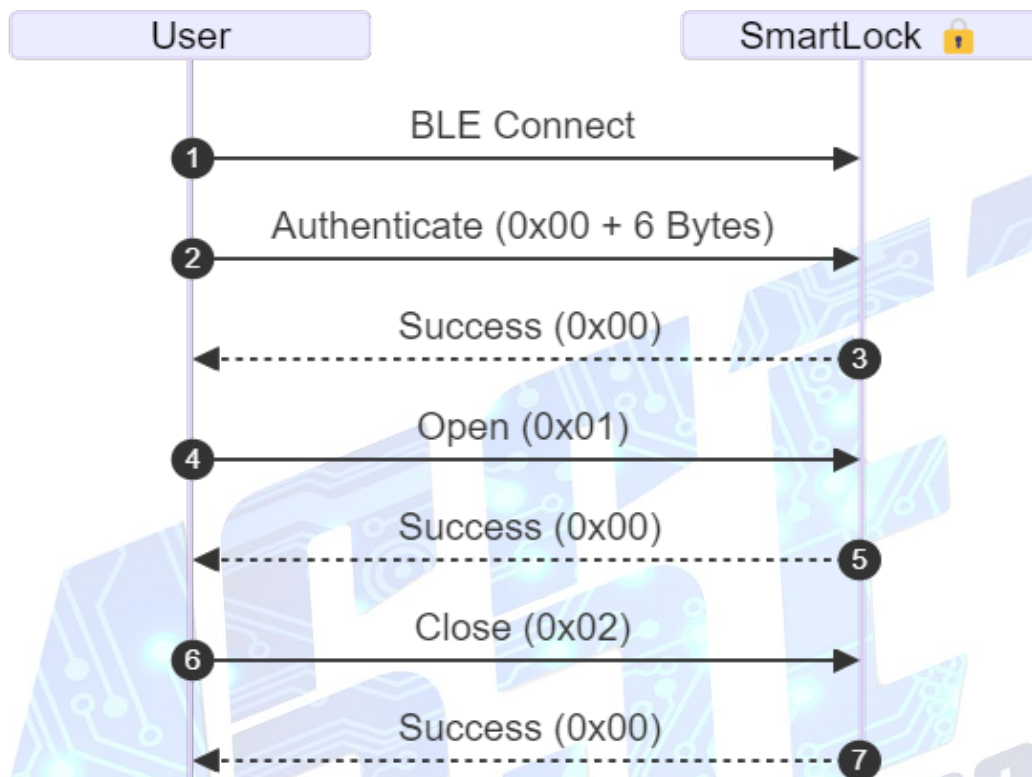 User
SmartLock 🔒
BLE Connect
1
Authenticate (0x00 + 6 Bytes)
2
Success (0x00)
3
Open (0x01)
4
Success (0x00)
5
Close (0x02)
6
Success (0x00)
7